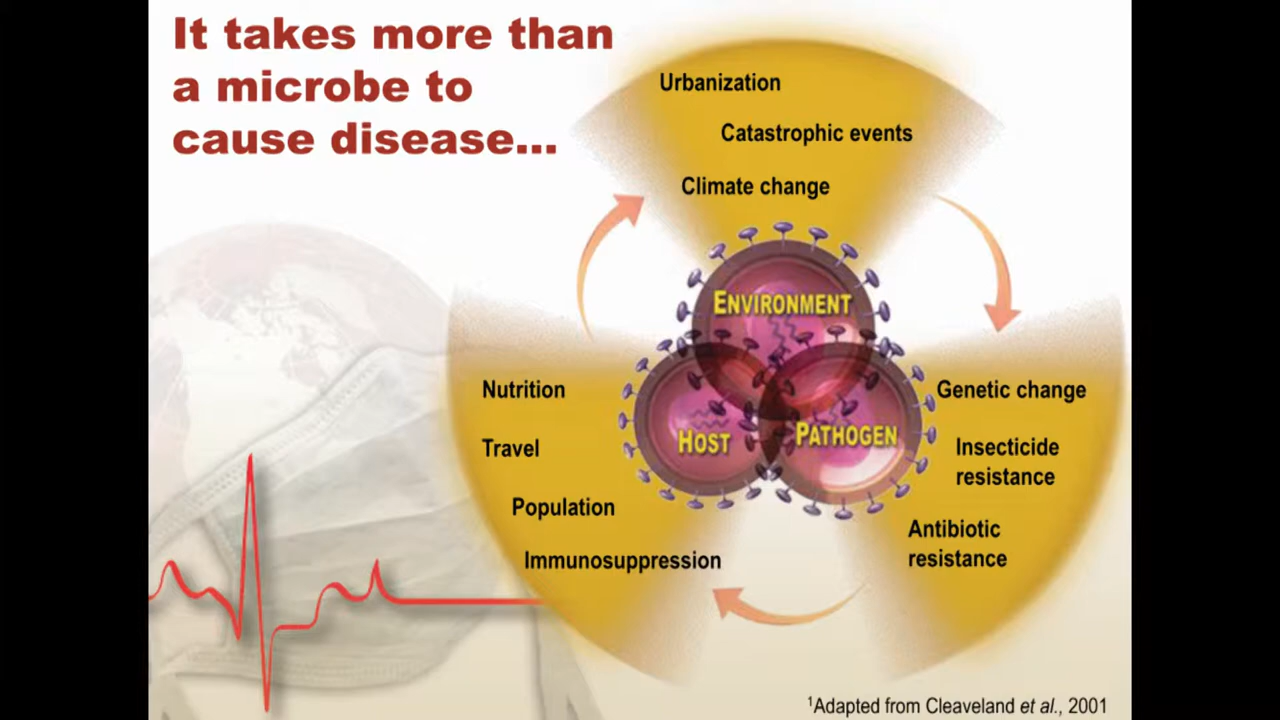 It takes more than
a microbe to
cause disease...
Urbanization
Catastrophic events
Climate change
ENVIRONMENT
Nutrition
Travel
Population
Immunosuppression
HOST
PATHOGEN
Genetic change
Insecticide
resistance
Antibiotic
resistance
¹Adapted from Cleaveland et al., 2001